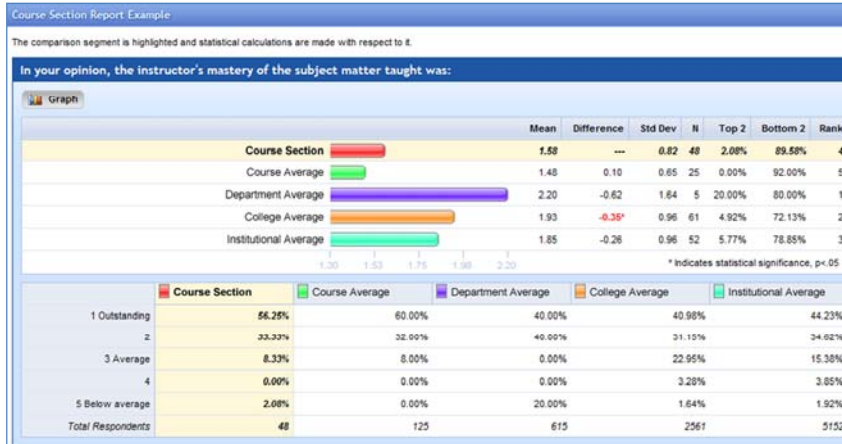 Course Section Report Example
The comparison segment is highlighted and statistical calculations are made with respect to it.
In your opinion, the instructor's mastery of the subject matter taught was:
Graph
Mean Difference Std Dev N Top 2 Bottom 2 Rank
Course Section 1.58 --- 0.82 48 2.08% 89.58% 4
Course Average 1.48 0.10 0.65 25 0.00% 92.00% 5
Department Average 2.20 -0.62 1.64 5 20.00% 80.00% 1
College Average 1.93 -0.35* 0.96 61 4.92% 72.13% 2
Institutional Average 1.85 -0.26 0.96 52 5.77% 78.85% 3
1.30 1.53 1.75 1.98 2.20 * Indicates statistical significance, p<.05
Course Section Course Average Department Average College Average Institutional Average
1 Outstanding 56.25% 60.00% 40.00% 40.98% 44.23%
2 33.33% 32.00% 40.00% 31.15% 34.62%
3 Average 8.33% 8.00% 0.00% 22.95% 15.38%
4 0.00% 0.00% 0.00% 3.28% 3.85%
5 Below average 2.08% 0.00% 20.00% 1.64% 1.92%
Total Respondents 48 125 615 2561 5152